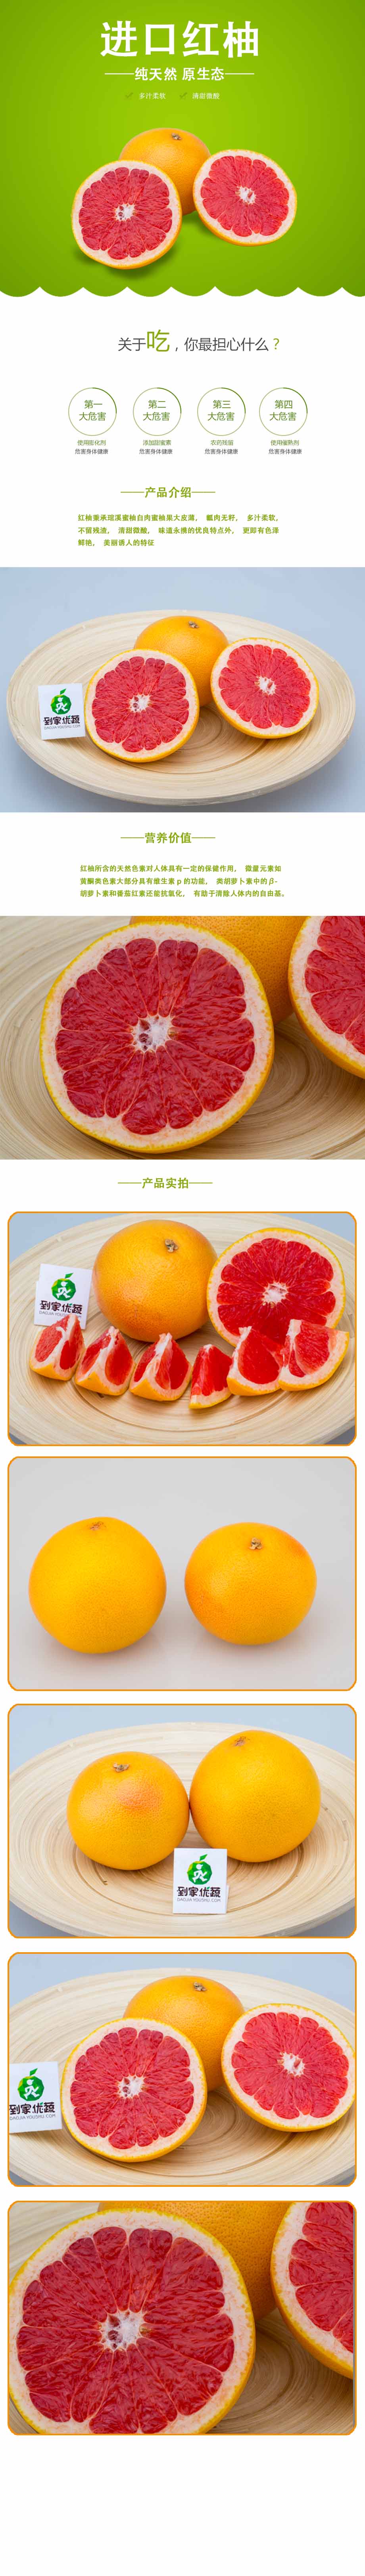 进口红柚
纯天然 原生态
多汁柔软 清甜微酸
关于吃，你最担心什么？
第一
大危害
使用膨化剂
危害身体健康
第二
大危害
添加甜蜜素
危害身体健康
第三
大危害
农药残留
危害身体健康
第四
大危害
使用催熟剂
危害身体健康
产品介绍
红柚秉承琯溪蜜柚白肉蜜柚果大皮薄， 瓤肉无籽， 多汁柔软，
不留残渣， 清甜微酸， 味道永横的优良特点外， 更即有色泽
鲜艳， 美丽诱人的特征
到家优蔬
DAOJIA YOUSHU.COM
营养价值
红柚所含的天然色素对人体具有一定的保健作用， 微量元素如
黄酮类色素大部分具有维生素 p 的功能， 类胡萝卜素中的β-
胡萝卜素和番茄红素还能抗氧化， 有助于清除人体内的自由基。
产品实拍
到家优蔬
到家优蔬
DAOJIA YOUSHU.COM
到家优蔬
DAOJIA YOUSHU.COM